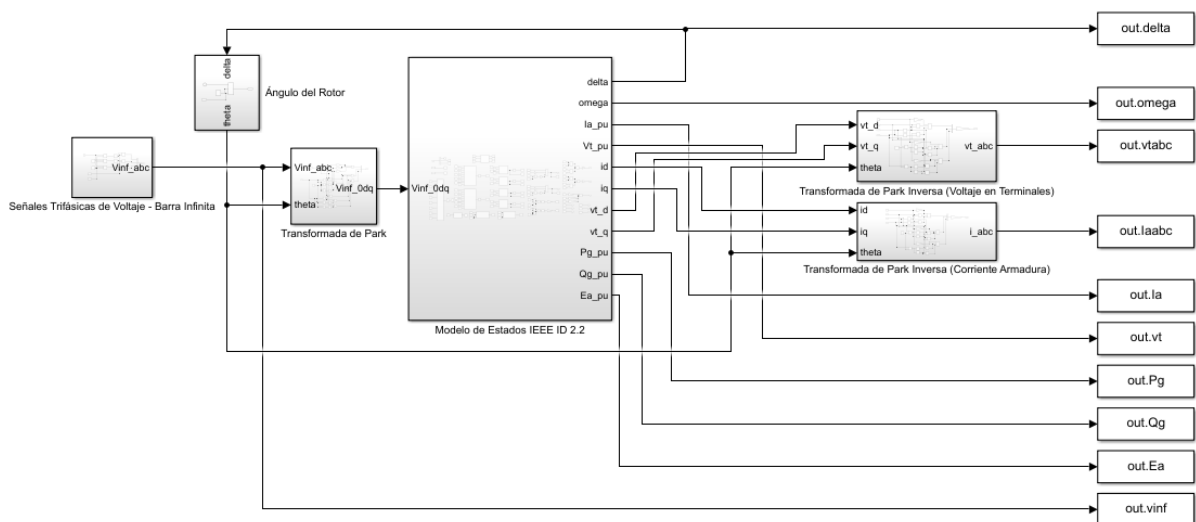 out.delta
delta
theta
Ángulo del Rotor
Vinf_abc
Señales Trifásicas de Voltaje - Barra Infinita
Vinf_abc
theta
Vinf_0dq
Transformada de Park
Vinf_0dq
delta
omega
Ia_pu
Vt_pu
id
iq
vt_d
vt_q
Pg_pu
Qg_pu
Ea_pu
Modelo de Estados IEEE ID 2.2
vt_d
vt_q
theta
vt_abc
Transformada de Park Inversa (Voltaje en Terminales)
id
iq
theta
i_abc
Transformada de Park Inversa (Corriente Armadura)
out.omega
out.vtabc
out.Iaabc
out.Ia
out.vt
out.Pg
out.Qg
out.Ea
out.vinf